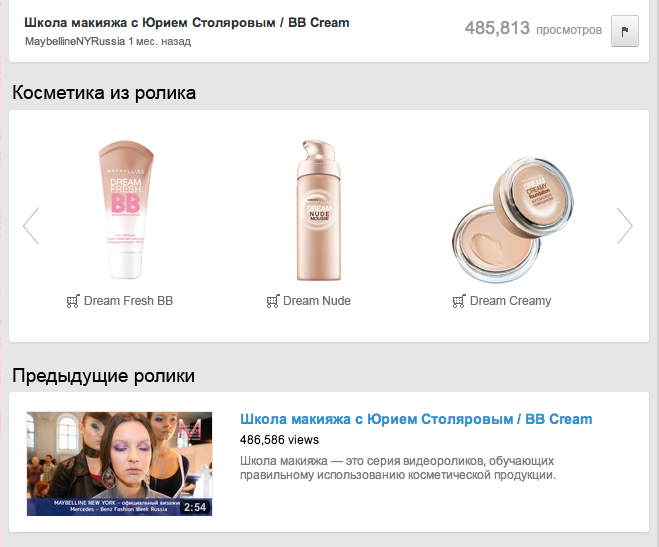 Школа макияжа с Юрием Столяровым / BB Cream
MaybellineNYRussia 1 мес. назад
485,813 просмотров
Косметика из ролика
MAYBELLINE
DREAM
FRESH
BB
DREAM
NUDE
MOUSSE
DREAM
CREAMY
foundation
Dream Fresh BB
Dream Nude
Dream Creamy
Предыдущие ролики
M
MAYBELLINE NEW YORK - официальный визажист
Mercedes - Benz Fashion Week Russia
2:54
Школа макияжа с Юрием Столяровым / BB Cream
486,586 views
Школа макияжа — это серия видеороликов, обучающих
правильному использованию косметической продукции.